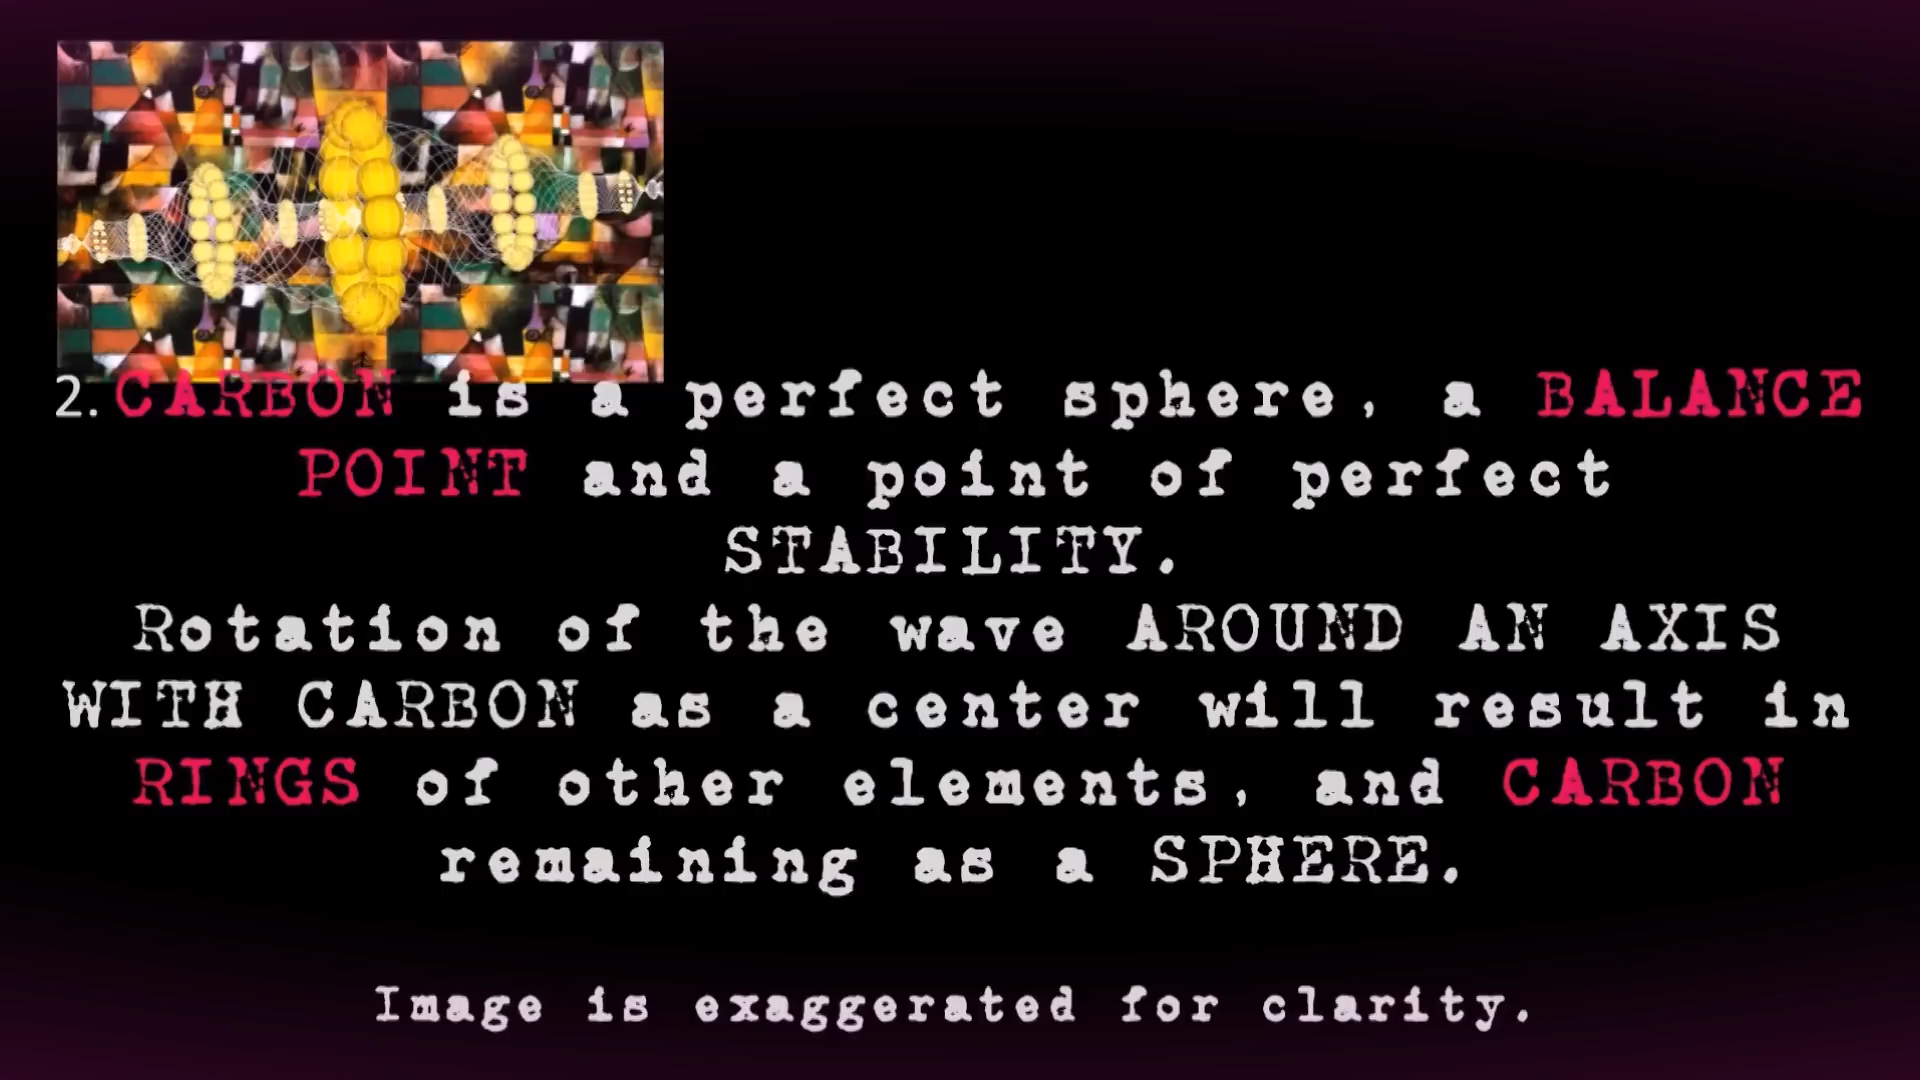 2. CARBON is a perfect sphere, a BALANCE
POINT and a point of perfect
STABILITY.
Rotation of the wave AROUND AN AXIS
WITH CARBON as a center will result in
RINGS of other elements, and CARBON
remaining as a SPHERE.
Image is exaggerated for clarity.